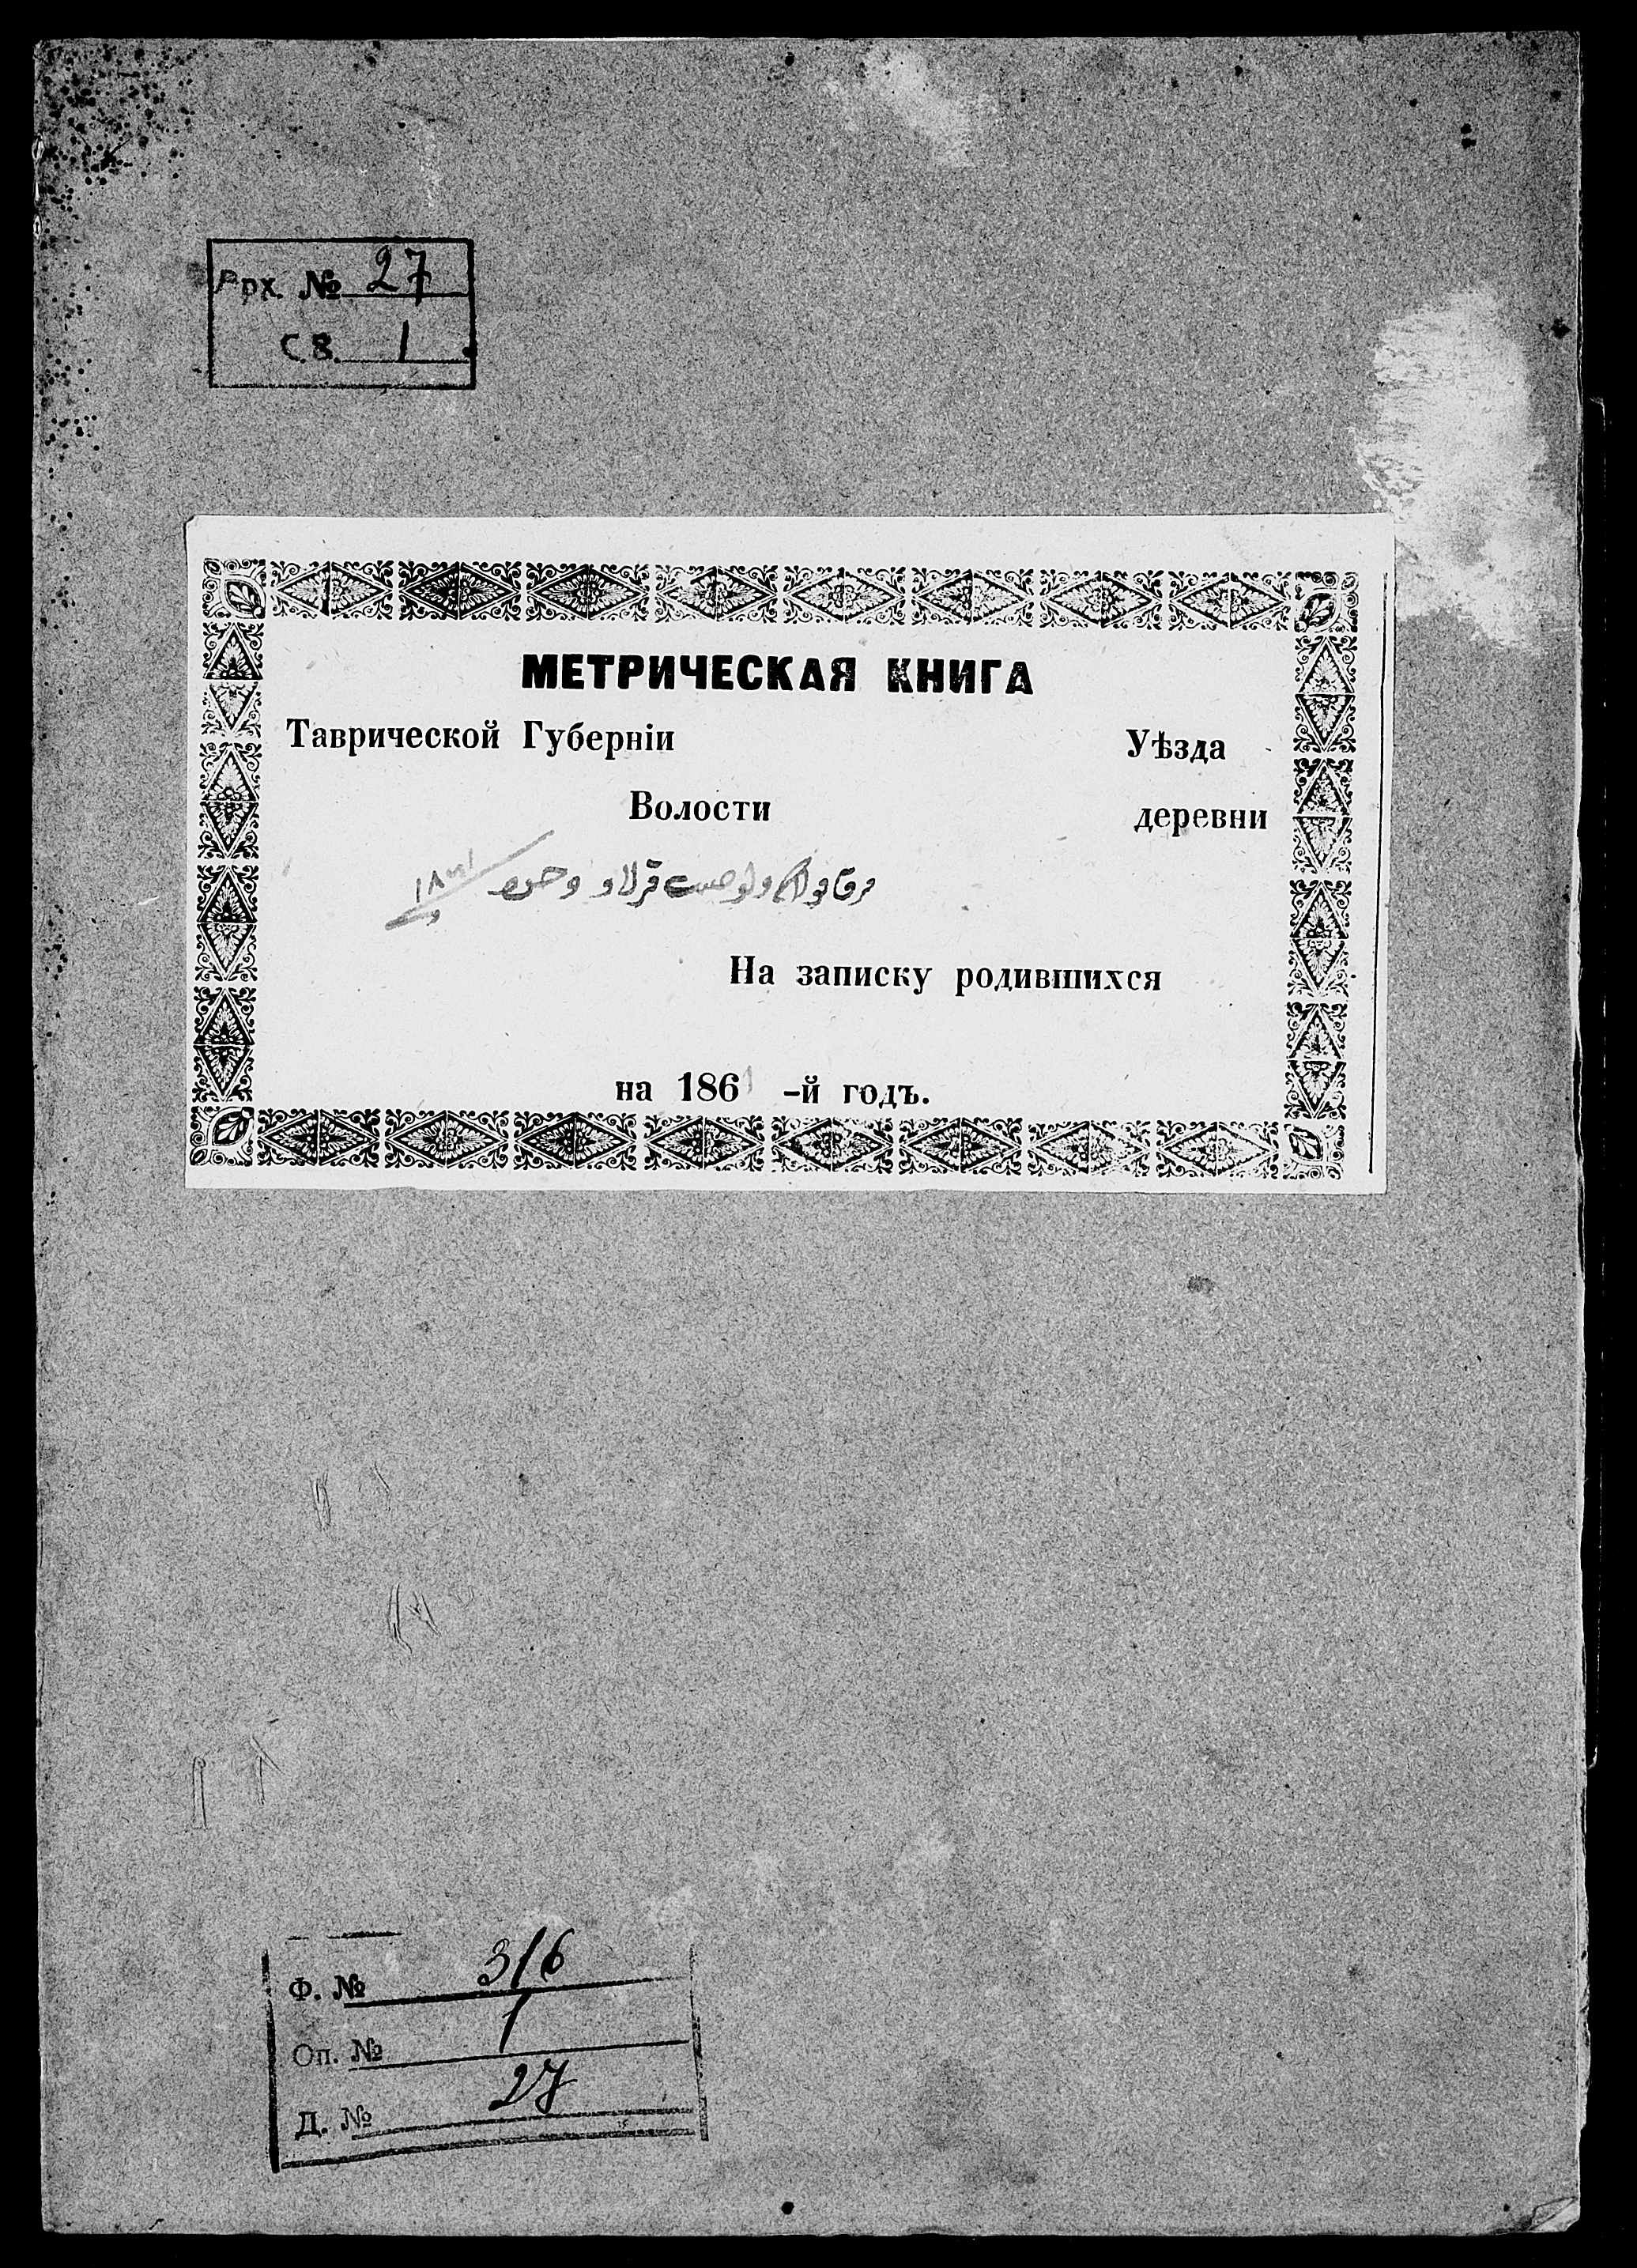 Арх. № 27
св. 1
МЕТРИЧЕСКАЯ КНИГА
Таврической Губерніи Уѣзда
Волости деревни
На записку родившихся
на 1861 -й годъ.
Ф. № 316
Оп. № 1
Д. № 27